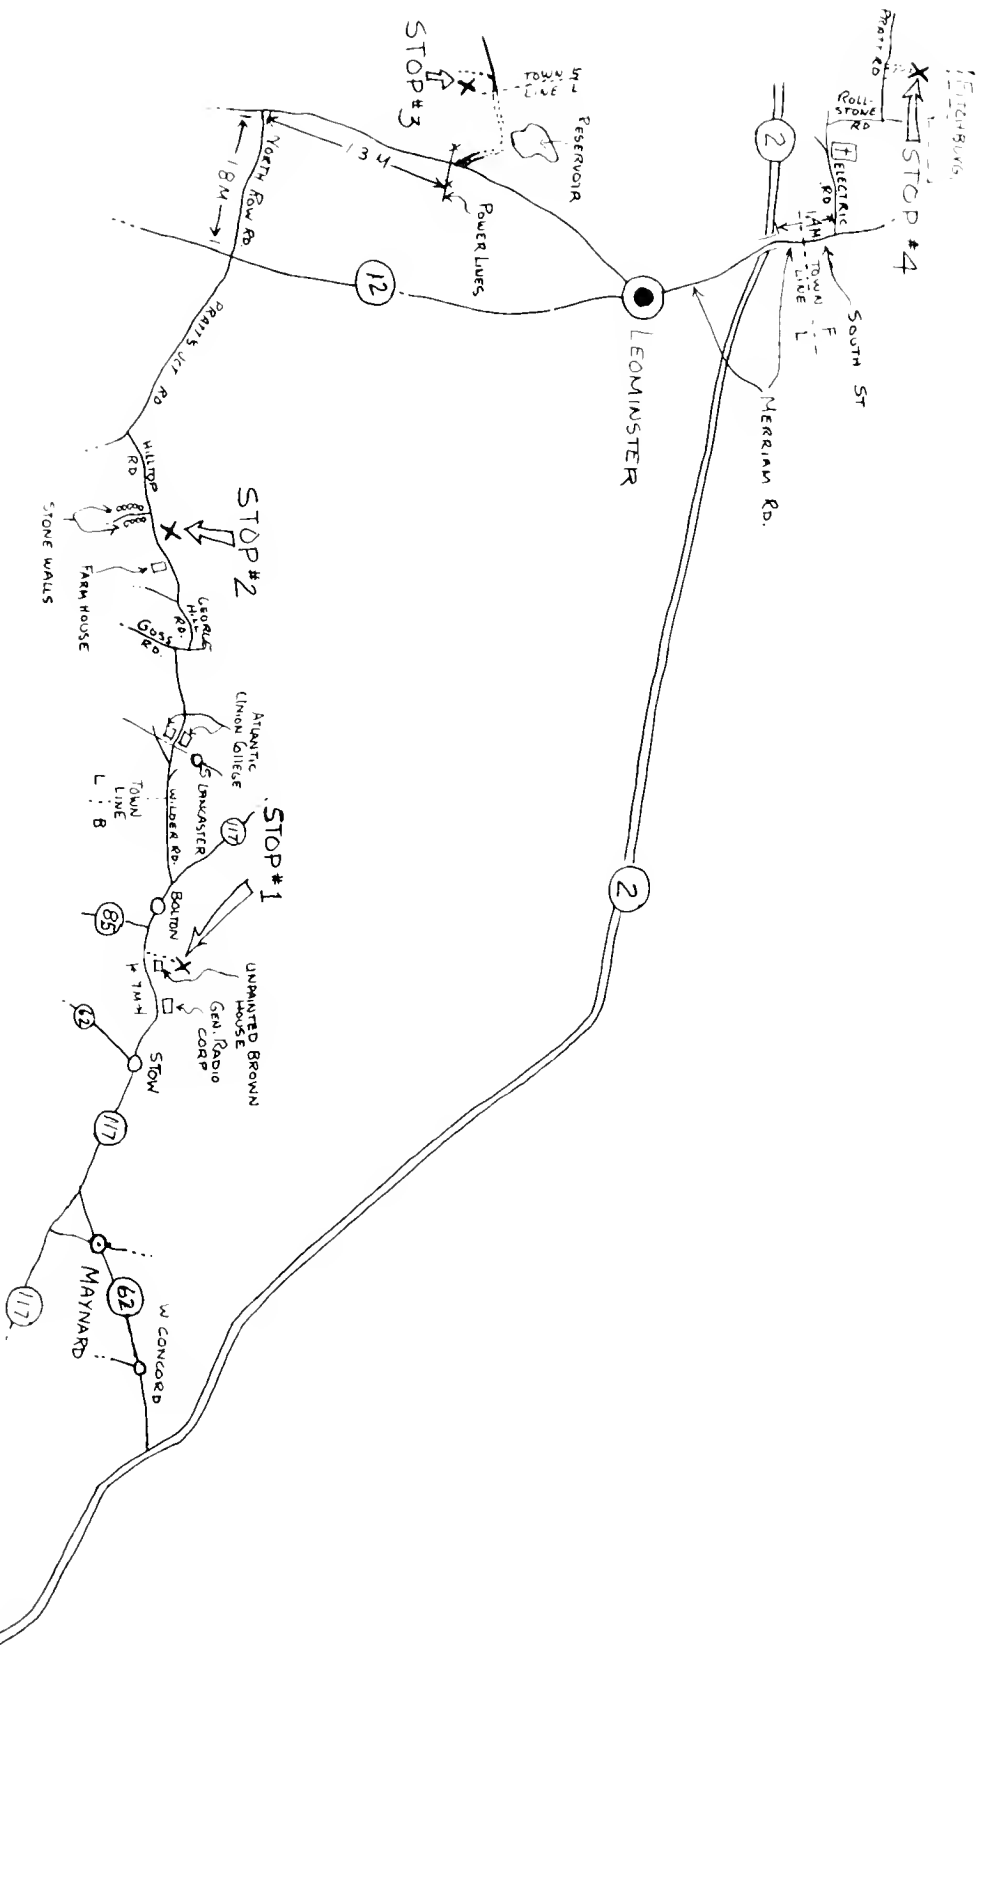 FITCHBURG
PRATT RD
ROLL-
STONE
RD
STOP #4
ELECTRIC
RD
2
TOWN
LINE
F
L
SOUTH ST
MERRIAM RD.
STOP #3
TOWN
LINE
S
L
RESERVOIR
1.3 M
POWER LINES
NORTH ROW RD.
1.8 M
12
LEOMINSTER
PRATTS JCT RD
HILLTOP
RD
STOP #2
STONE WALLS
FARM HOUSE
GEORGE
HILL
RD.
GOSS
RD.
ATLANTIC
UNION COLLEGE
S LANCASTER
TOWN
LINE
L B
WILDER RD.
117
2
STOP #1
BOLTON
85
UNPAINTED BROWN
HOUSE
GEN. RADIO
CORP
.7M
62
STOW
117
MAYNARD
62
117
W CONCORD